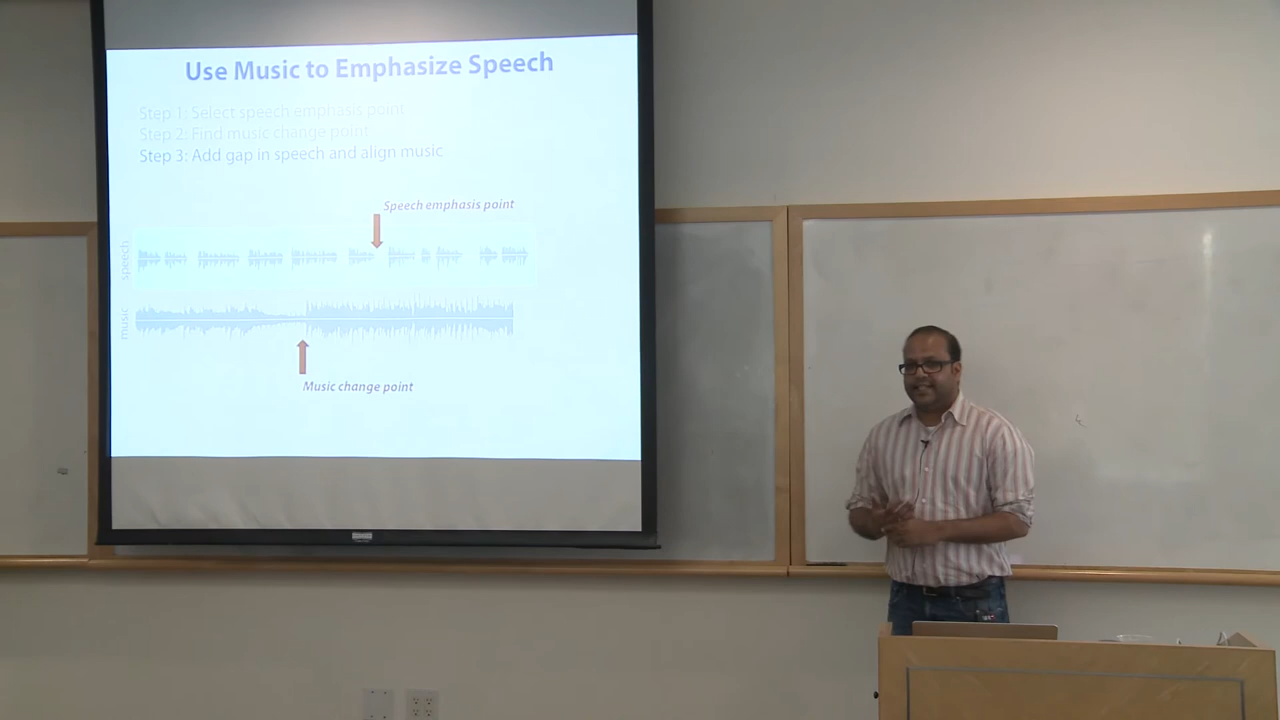 Use Music to Emphasize Speech
Step 1: Select speech emphasis point
Step 2: Find music change point
Step 3: Add gap in speech and align music
Speech emphasis point
speech
music
Music change point